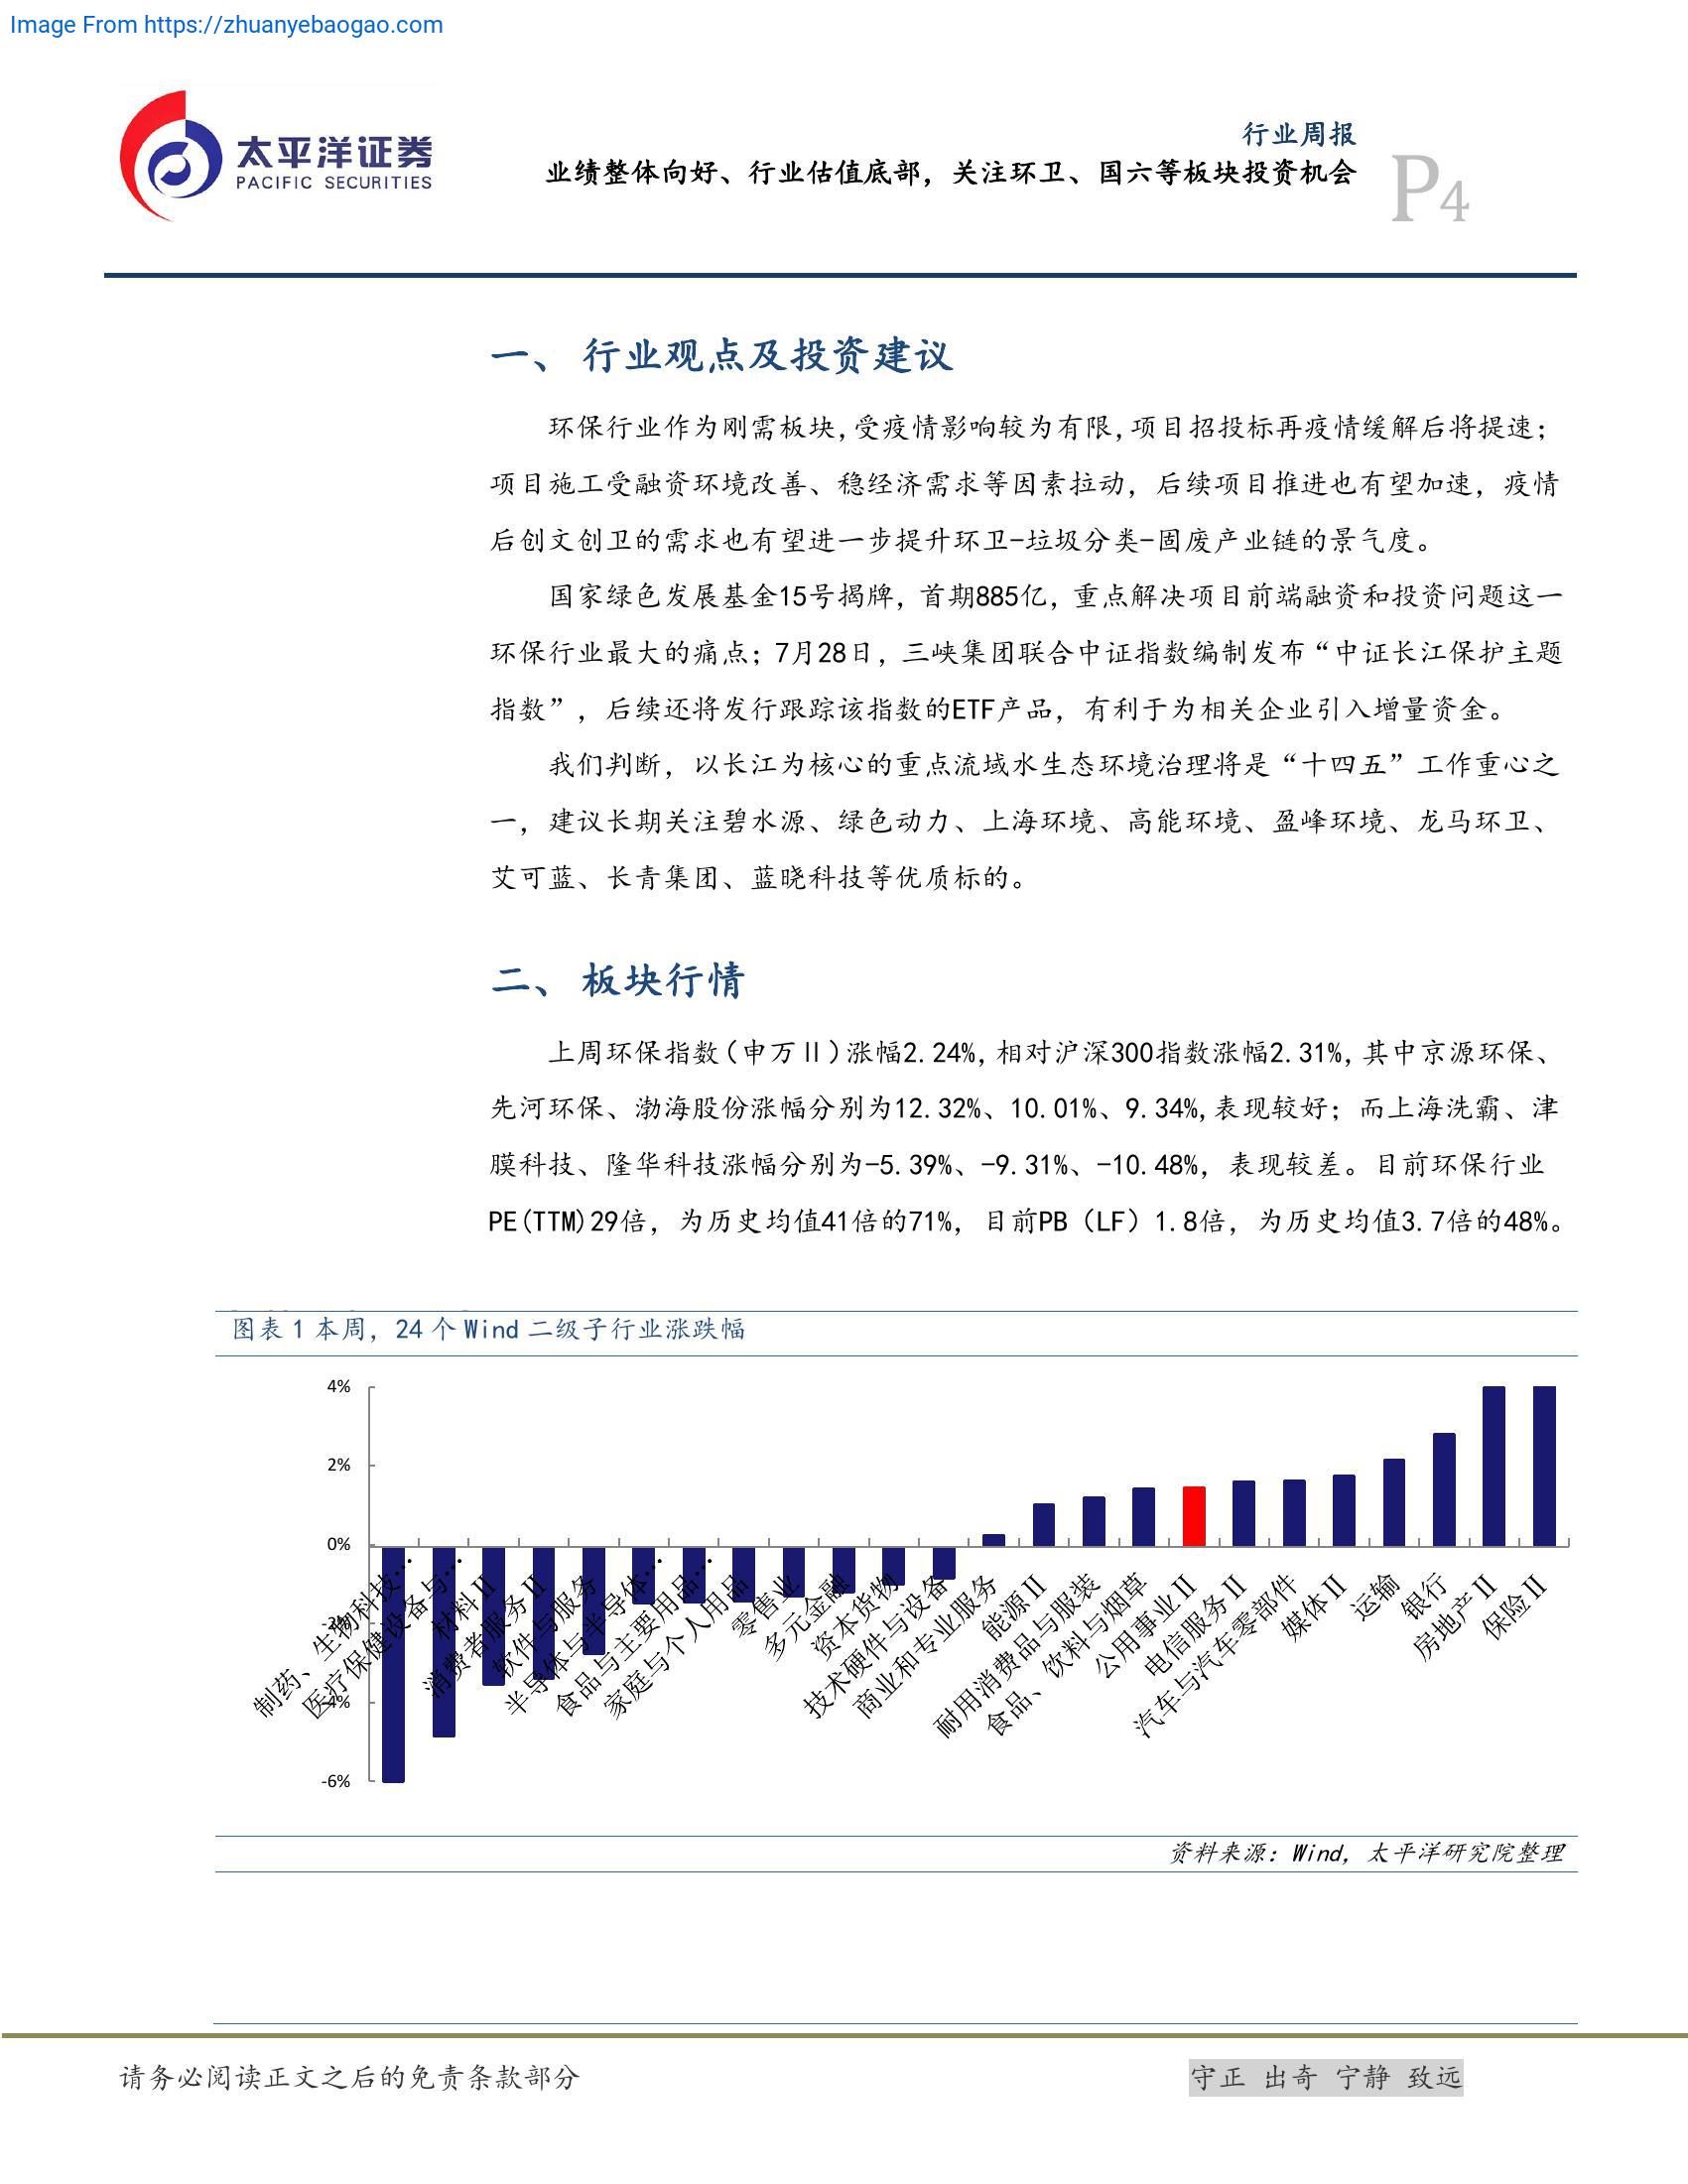 Image From https://zhuanyebaogao.com
太平洋证券
PACIFIC SECURITIES
行业周报
业绩整体向好、行业估值底部，关注环卫、国六等板块投资机会
P4
一、 行业观点及投资建议
环保行业作为刚需板块,受疫情影响较为有限,项目招投标再疫情缓解后将提速；
项目施工受融资环境改善、稳经济需求等因素拉动，后续项目推进也有望加速，疫情
后创文创卫的需求也有望进一步提升环卫-垃圾分类-固废产业链的景气度。
国家绿色发展基金15号揭牌，首期885亿，重点解决项目前端融资和投资问题这一
环保行业最大的痛点；7月28日，三峡集团联合中证指数编制发布“中证长江保护主题
指数”，后续还将发行跟踪该指数的ETF产品，有利于为相关企业引入增量资金。
我们判断，以长江为核心的重点流域水生态环境治理将是“十四五”工作重心之
一，建议长期关注碧水源、绿色动力、上海环境、高能环境、盈峰环境、龙马环卫、
艾可蓝、长青集团、蓝晓科技等优质标的。
二、 板块行情
上周环保指数（申万Ⅱ）涨幅2.24%,相对沪深300指数涨幅2.31%,其中京源环保、
先河环保、渤海股份涨幅分别为12.32%、10.01%、9.34%,表现较好；而上海洗霸、津
膜科技、隆华科技涨幅分别为-5.39%、-9.31%、-10.48%，表现较差。目前环保行业
PE(TTM)29倍，为历史均值41倍的71%，目前PB（LF）1.8倍，为历史均值3.7倍的48%。
图表 1 本周，24 个 Wind 二级子行业涨跌幅
4%
2%
0%
-2%
-4%
-6%
制药、生物科技…
医疗保健设备与…
材料Ⅱ
消费者服务Ⅱ
软件与服务
半导体与半导体…
食品与主要用品…
家庭与个人用品
零售业
多元金融
资本货物
技术硬件与设备
商业和专业服务
能源Ⅱ
耐用消费品与服装
食品、饮料与烟草
公用事业Ⅱ
电信服务Ⅱ
汽车与汽车零部件
媒体Ⅱ
运输
银行
房地产Ⅱ
保险Ⅱ
资料来源：Wind，太平洋研究院整理
请务必阅读正文之后的免责条款部分
守正 出奇 宁静 致远